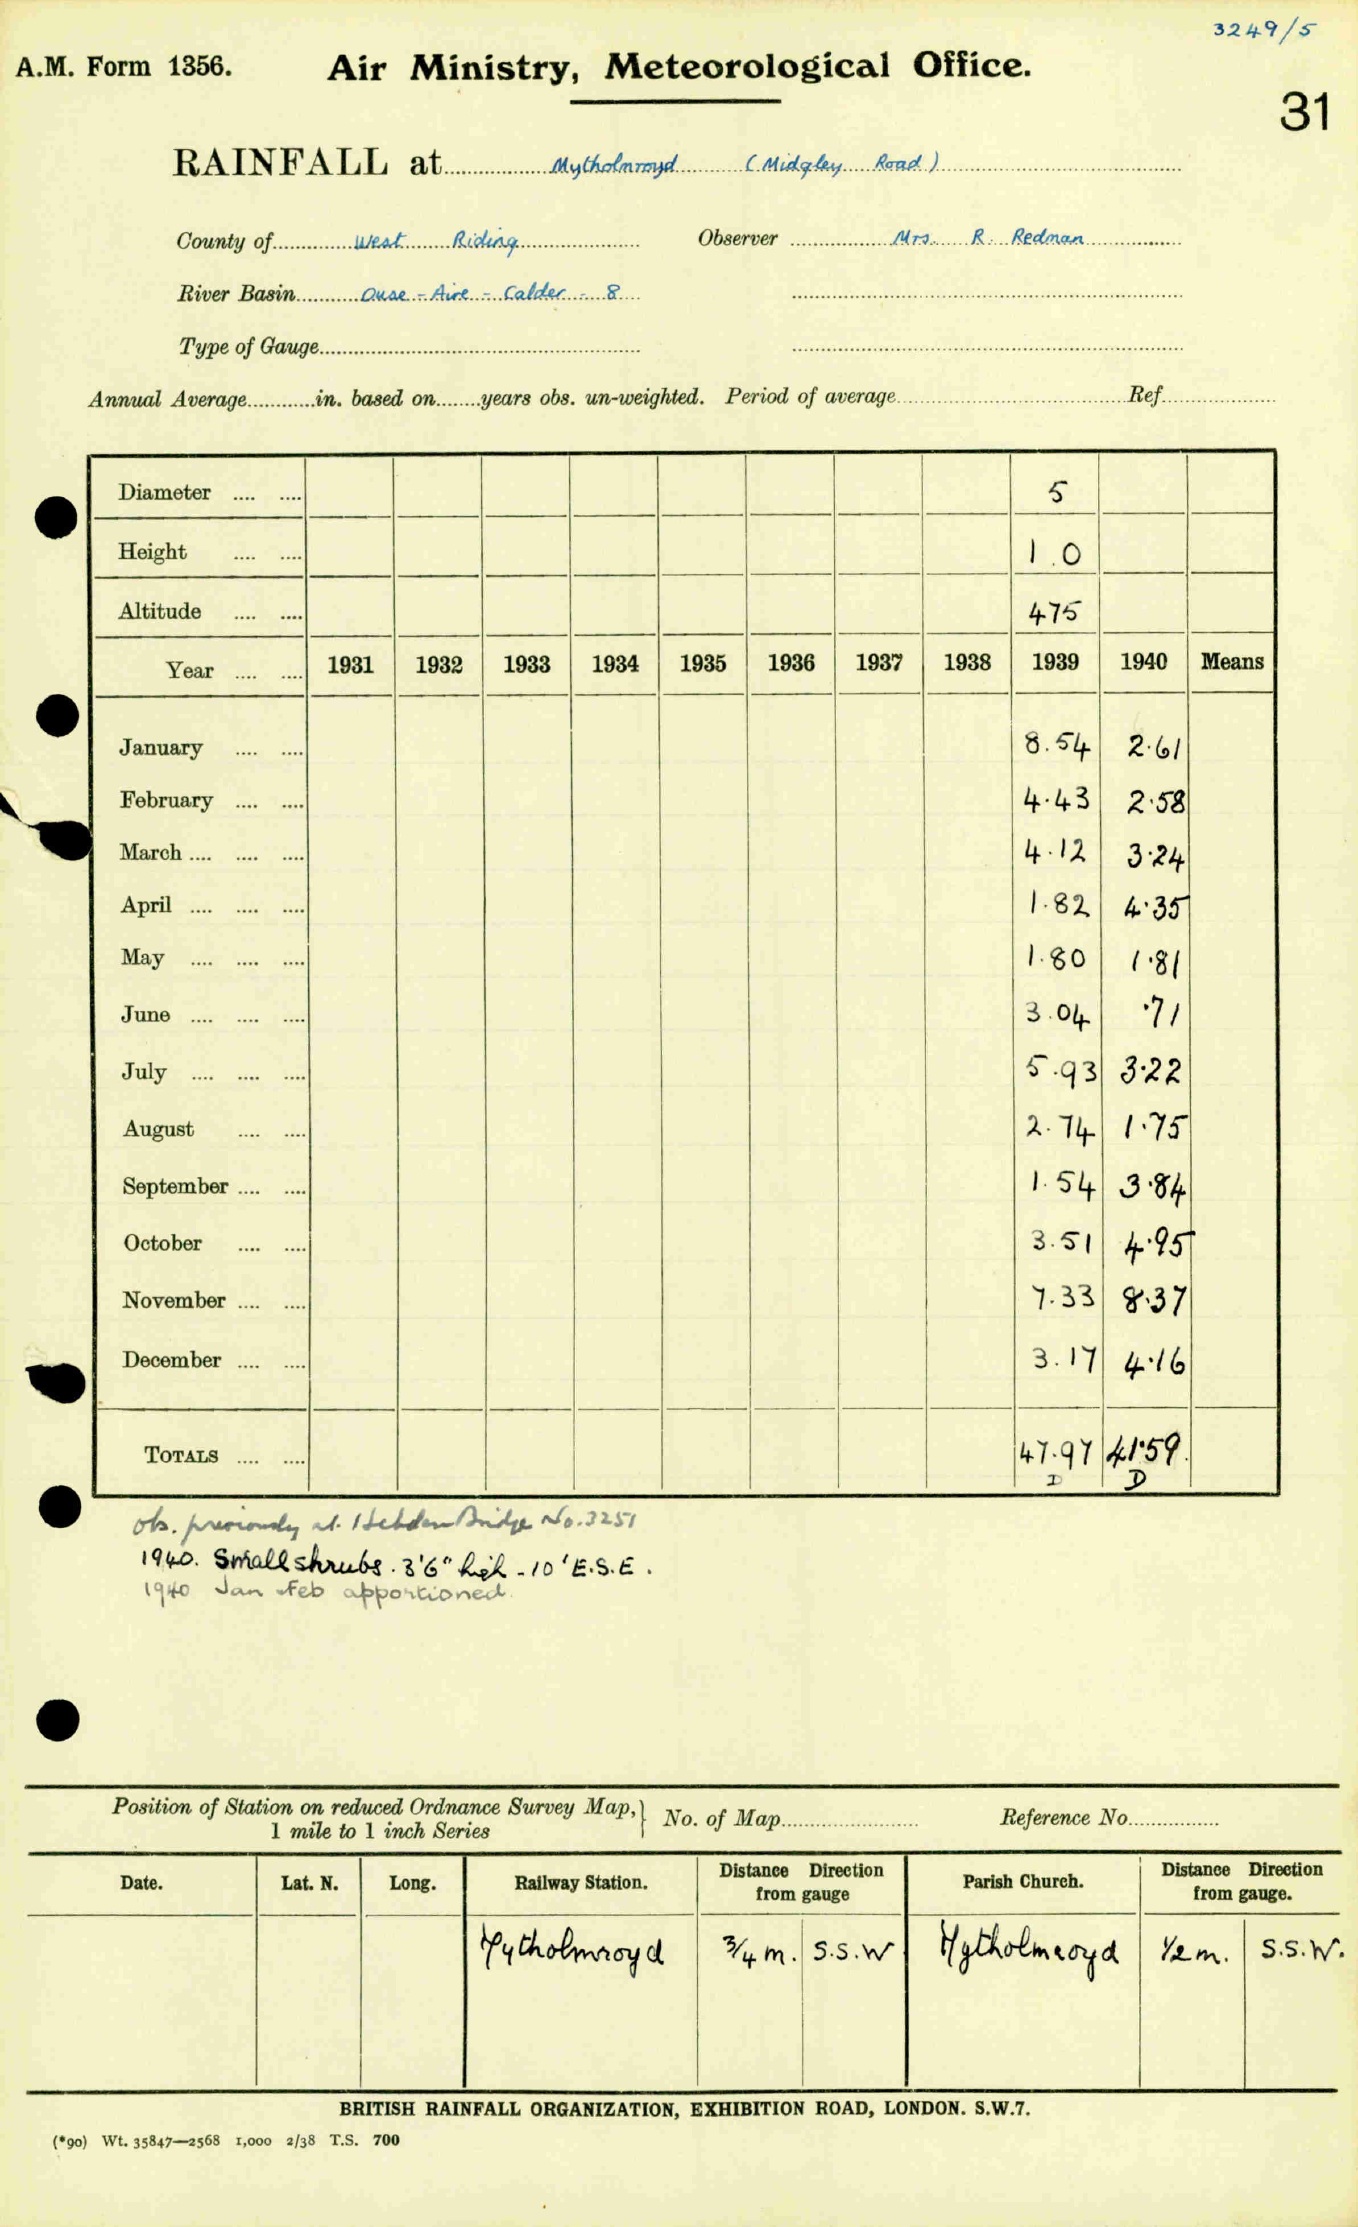 3249/5
A.M. Form 1356. Air Ministry, Meteorological Office.
31
RAINFALL at Mytholmroyd (Midgley Road)
County of West Riding Observer Mrs. R. Redman
River Basin Ouse - Aire - Calder - 8
Type of Gauge
Annual Average in. based on years obs. un-weighted. Period of average Ref.
Diameter .... .... 5
Height .... .... 1.0
Altitude .... .... 475
Year .... .... 1931 1932 1933 1934 1935 1936 1937 1938 1939 1940 Means
January .... .... 8.54 2.61
February .... .... 4.43 2.58
March .... .... .... 4.12 3.24
April .... .... .... 1.82 4.35
May .... .... .... 1.80 1.81
June .... .... .... 3.04 .71
July .... .... .... 5.93 3.22
August .... .... 2.74 1.75
September .... .... 1.54 3.84
October .... .... 3.51 4.95
November .... .... 7.33 8.37
December .... .... 3.17 4.16
TOTALS .... .... 47.97 41.59
D D
obs. previously at Hebden Bridge No. 3251
1940. Small shrubs. 3'6" high - 10' E.S.E.
1940 Jan Feb apportioned.
Position of Station on reduced Ordnance Survey Map, } No. of Map Reference No.
1 mile to 1 inch Series
Date. Lat. N. Long. Railway Station. Distance Direction from gauge Parish Church. Distance Direction from gauge.
Mytholmroyd 3/4 m. S.S.W Mytholmroyd 1/2 m. S.S.W.
BRITISH RAINFALL ORGANIZATION, EXHIBITION ROAD, LONDON. S.W.7.
(*90) Wt. 35847—2568 1,000 2/38 T.S. 700